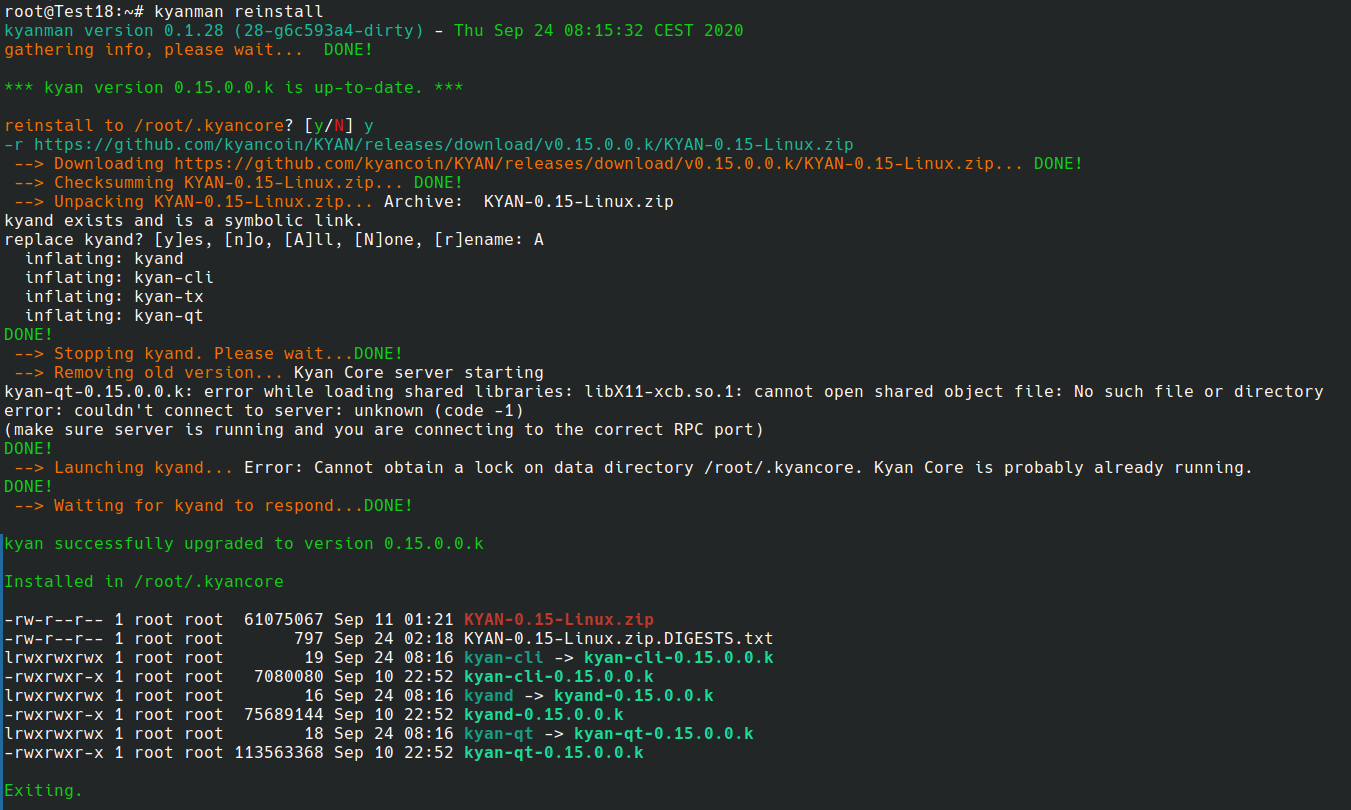 root@Test18:~# kyanman reinstall
kyanman version 0.1.28 (28-g6c593a4-dirty) - Thu Sep 24 08:15:32 CEST 2020
gathering info, please wait...  DONE!

*** kyan version 0.15.0.0.k is up-to-date. ***

reinstall to /root/.kyancore? [y/N] y
-r https://github.com/kyancoin/KYAN/releases/download/v0.15.0.0.k/KYAN-0.15-Linux.zip
 --> Downloading https://github.com/kyancoin/KYAN/releases/download/v0.15.0.0.k/KYAN-0.15-Linux.zip... DONE!
 --> Checksumming KYAN-0.15-Linux.zip... DONE!
 --> Unpacking KYAN-0.15-Linux.zip... Archive:  KYAN-0.15-Linux.zip
kyand exists and is a symbolic link.
replace kyand? [y]es, [n]o, [A]ll, [N]one, [r]ename: A
  inflating: kyand
  inflating: kyan-cli
  inflating: kyan-tx
  inflating: kyan-qt
DONE!
 --> Stopping kyand. Please wait...DONE!
 --> Removing old version... Kyan Core server starting
kyan-qt-0.15.0.0.k: error while loading shared libraries: libX11-xcb.so.1: cannot open shared object file: No such file or directory
error: couldn't connect to server: unknown (code -1)
(make sure server is running and you are connecting to the correct RPC port)
DONE!
 --> Launching kyand... Error: Cannot obtain a lock on data directory /root/.kyancore. Kyan Core is probably already running.
DONE!
 --> Waiting for kyand to respond...DONE!

kyan successfully upgraded to version 0.15.0.0.k

Installed in /root/.kyancore

-rw-r--r-- 1 root root  61075067 Sep 11 01:21 KYAN-0.15-Linux.zip
-rw-r--r-- 1 root root       797 Sep 24 02:18 KYAN-0.15-Linux.zip.DIGESTS.txt
lrwxrwxrwx 1 root root        19 Sep 24 08:16 kyan-cli -> kyan-cli-0.15.0.0.k
-rwxrwxr-x 1 root root   7080080 Sep 10 22:52 kyan-cli-0.15.0.0.k
lrwxrwxrwx 1 root root        16 Sep 24 08:16 kyand -> kyand-0.15.0.0.k
-rwxrwxr-x 1 root root  75689144 Sep 10 22:52 kyand-0.15.0.0.k
lrwxrwxrwx 1 root root        18 Sep 24 08:16 kyan-qt -> kyan-qt-0.15.0.0.k
-rwxrwxr-x 1 root root 113563368 Sep 10 22:52 kyan-qt-0.15.0.0.k

Exiting.